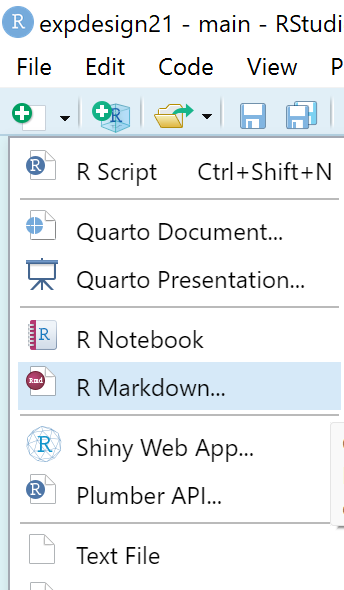 R expdesign21 - main - RStudi
File Edit Code View P
R
R R Script Ctrl+Shift+N
Quarto Document...
Quarto Presentation...
R R Notebook
Rmd R Markdown...
R Shiny Web App...
R Plumber API...
Text File